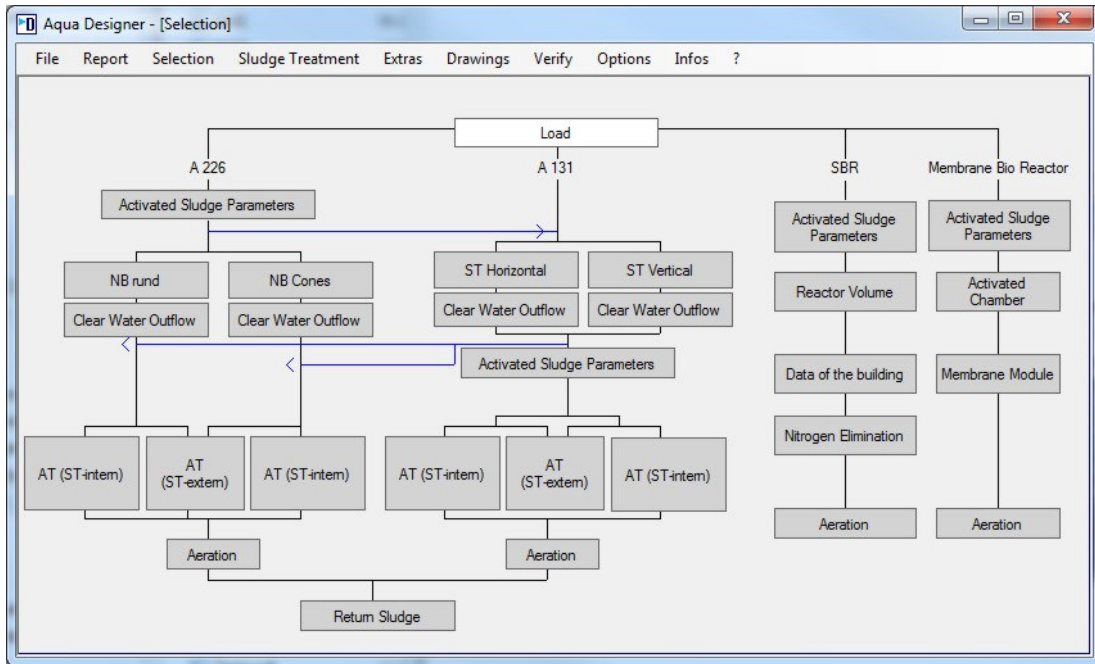 Aqua Designer - [Selection]
File Report Selection Sludge Treatment Extras Drawings Verify Options Infos ?
Load
A 226 A 131 SBR Membrane Bio Reactor
Activated Sludge Parameters
Activated Sludge
Parameters
Activated Sludge
Parameters
NB rund NB Cones ST Horizontal ST Vertical
Reactor Volume
Activated
Chamber
Clear Water Outflow Clear Water Outflow Clear Water Outflow Clear Water Outflow
Activated Sludge Parameters
Data of the building Membrane Module
Nitrogen Elimination
AT (ST-intern)
AT
(ST-extern)
AT (ST-intern)
AT (ST-intern)
AT
(ST-extern)
AT (ST-intern)
Aeration Aeration
Aeration Aeration
Return Sludge